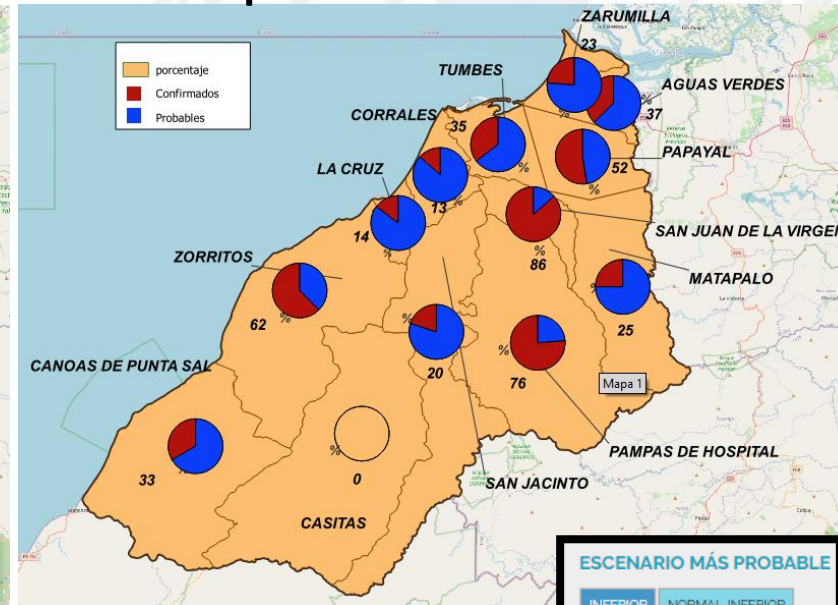 ZARUMILLA
23
porcentaje
Confirmados
Probables
TUMBES
AGUAS VERDES
%
37
CORRALES
35
%
PAPAYAL
52
LA CRUZ
%
%
13
%
SAN JUAN DE LA VIRGEN
14
%
%
86
ZORRITOS
MATAPALO
%
62
%
%
20
25
%
76
Mapa 1
CANOAS DE PUNTA SAL
%
33
%
0
PAMPAS DE HOSPITAL
SAN JACINTO
CASITAS
ESCENARIO MÁS PROBABLE
INFERIOR
NORMAL INFERIOR